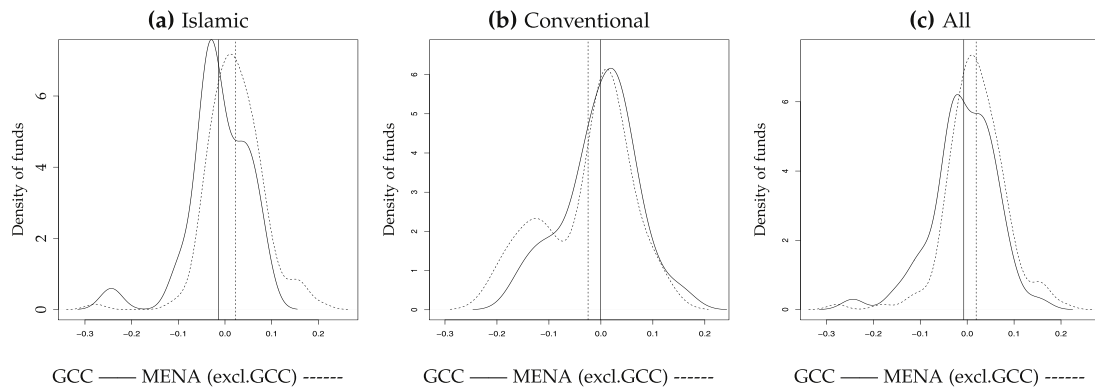 (a) Islamic
(b) Conventional
(c) All
Density of funds
0 2 4 6
−0.3 −0.2 −0.1 0.0 0.1 0.2
Density of funds
0 1 2 3 4 5 6
−0.3 −0.2 −0.1 0.0 0.1 0.2
Density of funds
0 2 4 6
−0.3 −0.2 −0.1 0.0 0.1 0.2
GCC —— MENA (excl.GCC) ------
GCC —— MENA (excl.GCC) ------
GCC —— MENA (excl.GCC) ------